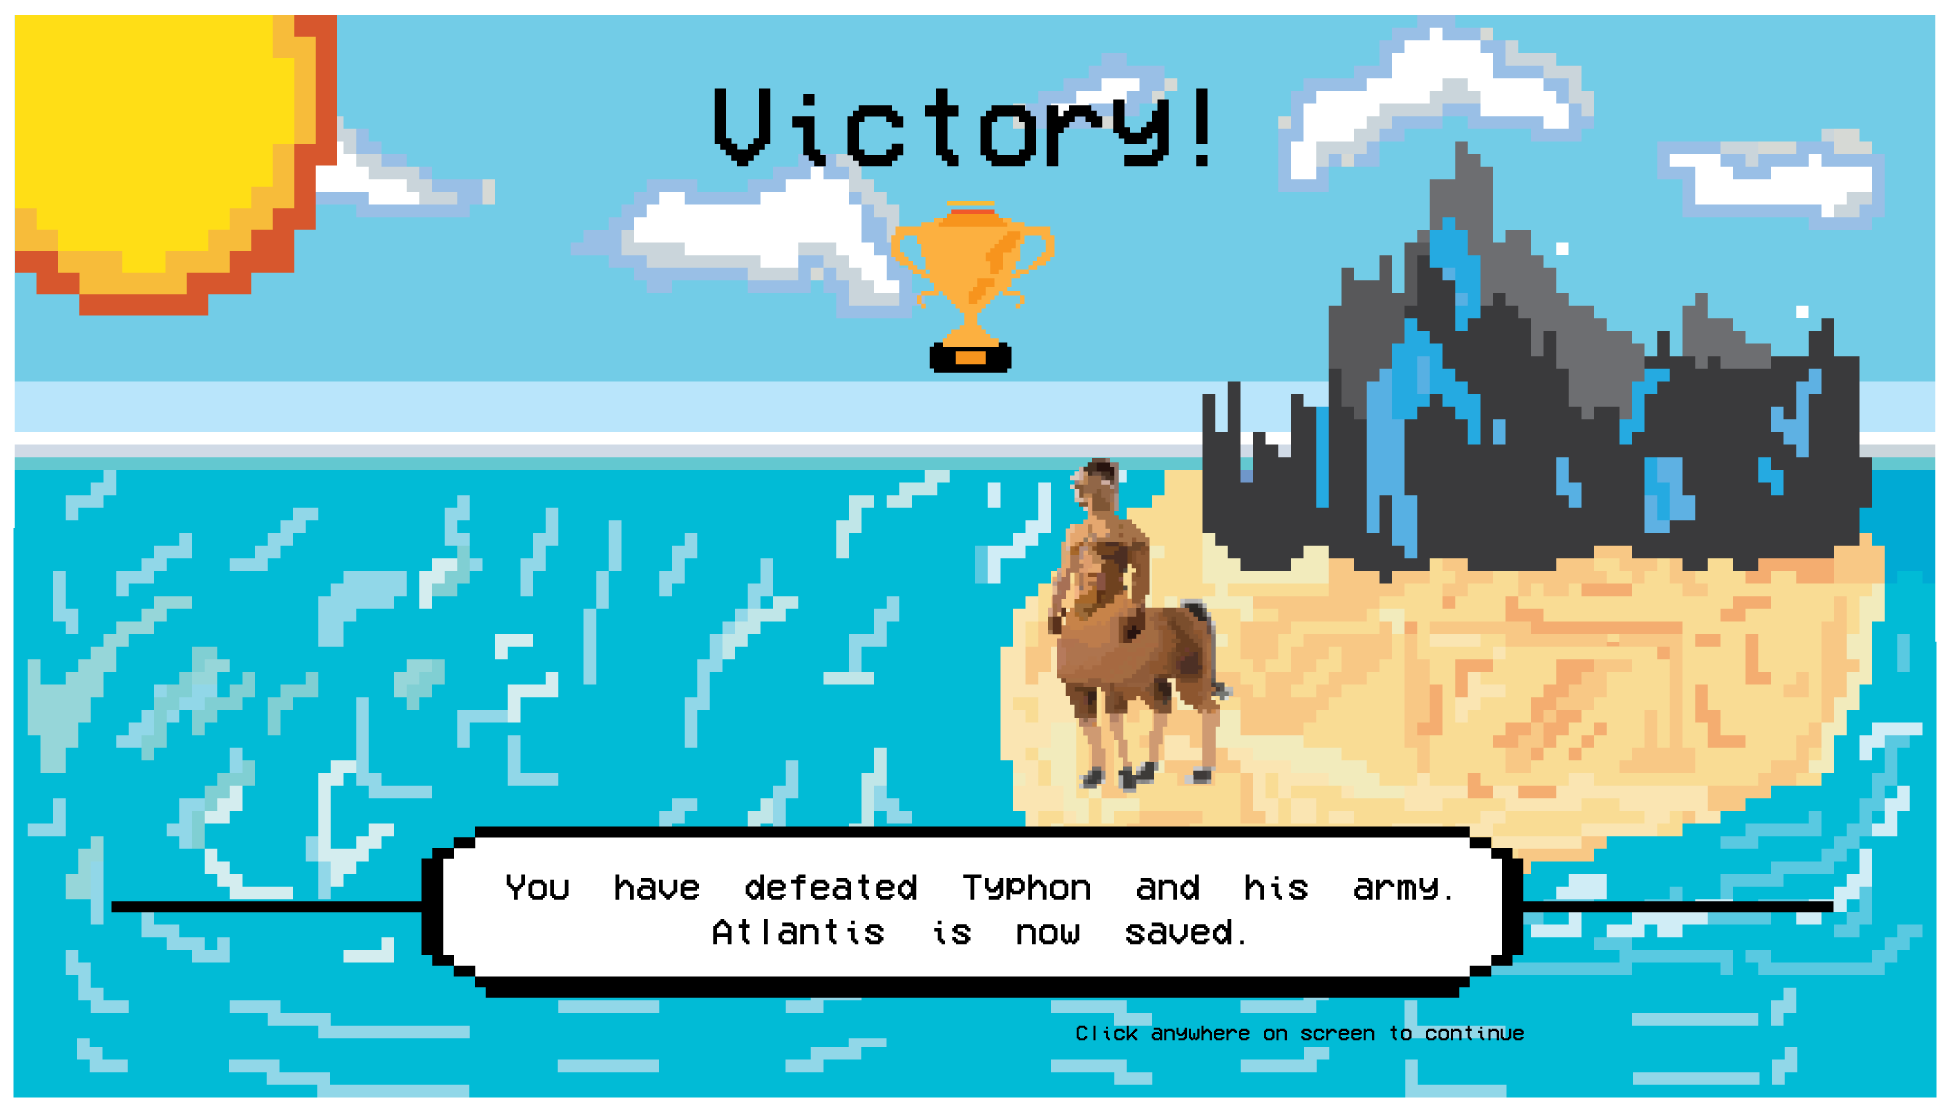 Victory!
You have defeated Typhon and his army.
Atlantis is now saved.
Click anywhere on screen to continue